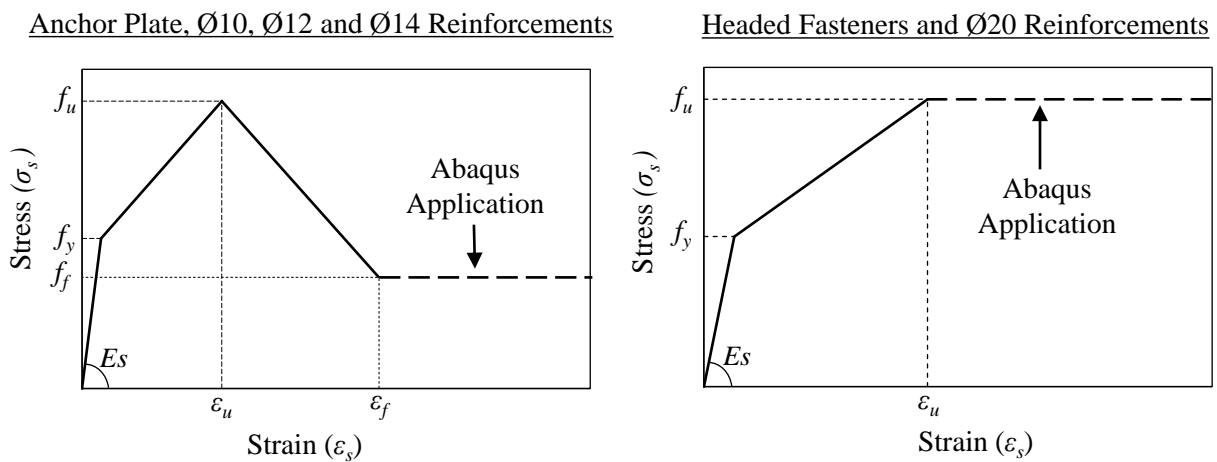 Anchor Plate, Ø10, Ø12 and Ø14 Reinforcements
f_u
f_y
f_f
Stress (σ_s)
Es
Abaqus
Application
ε_u
ε_f
Strain (ε_s)
Headed Fasteners and Ø20 Reinforcements
f_u
f_y
Stress (σ_s)
Es
Abaqus
Application
ε_u
Strain (ε_s)